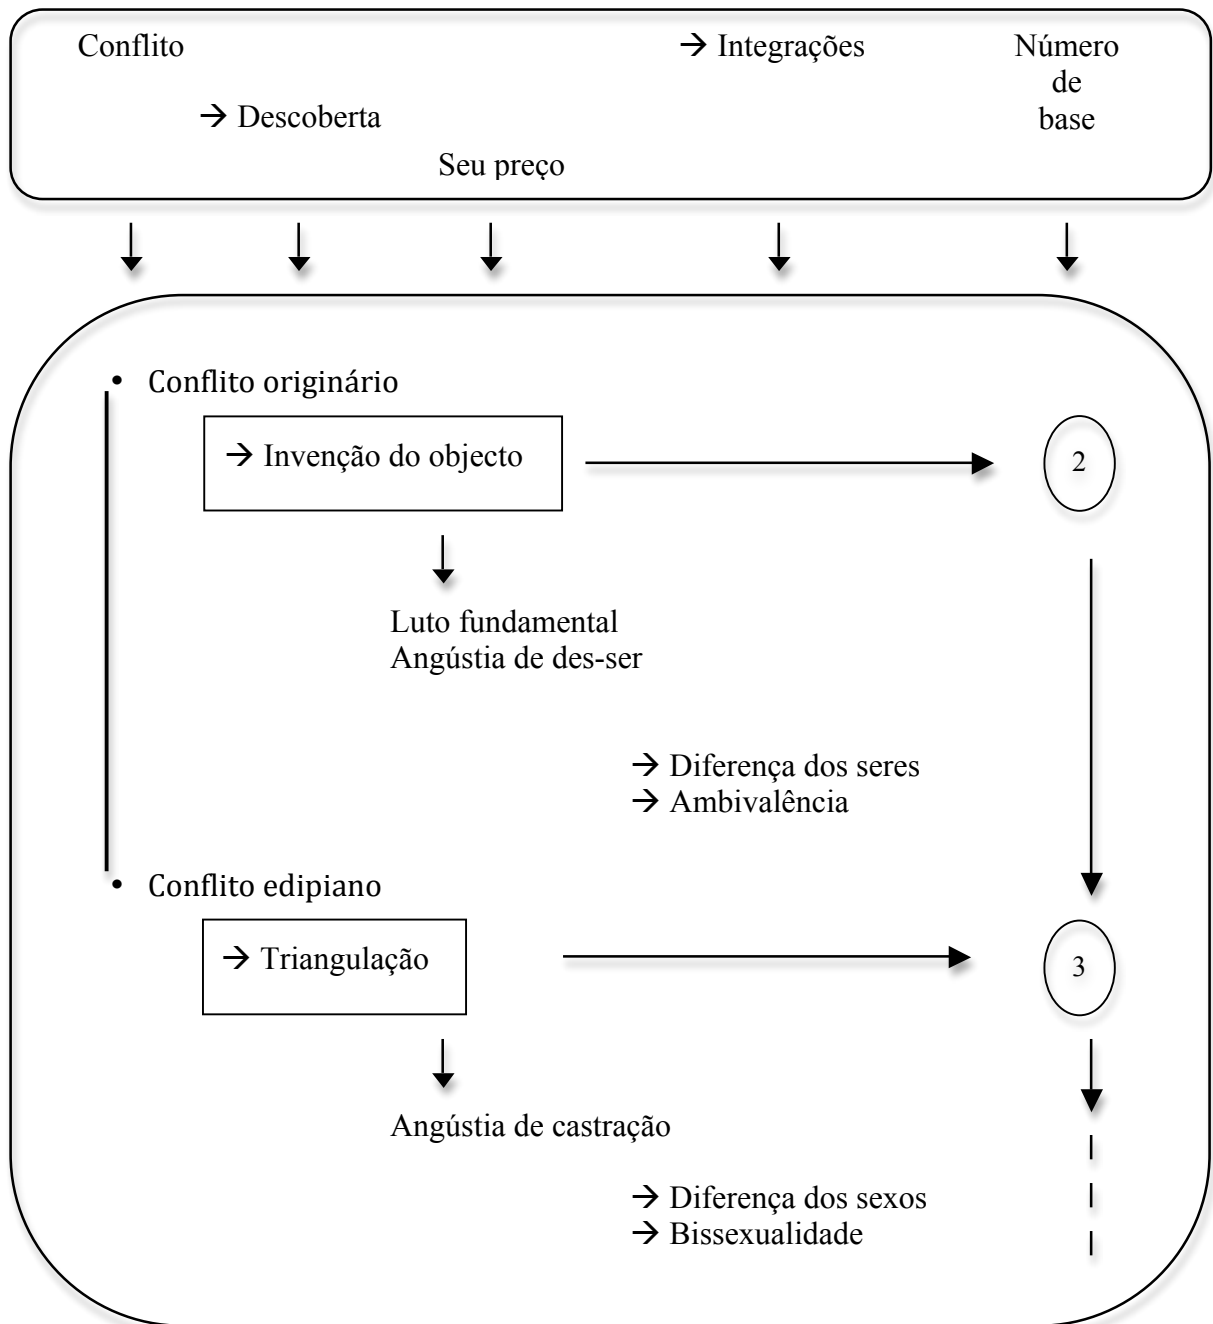 Conflito
→ Integrações
Número
de
base
→ Descoberta
Seu preço
• Conflito originário
→ Invenção do objecto
2
Luto fundamental
Angústia de des-ser
→ Diferença dos seres
→ Ambivalência
• Conflito edipiano
→ Triangulação
3
Angústia de castração
→ Diferença dos sexos
→ Bissexualidade